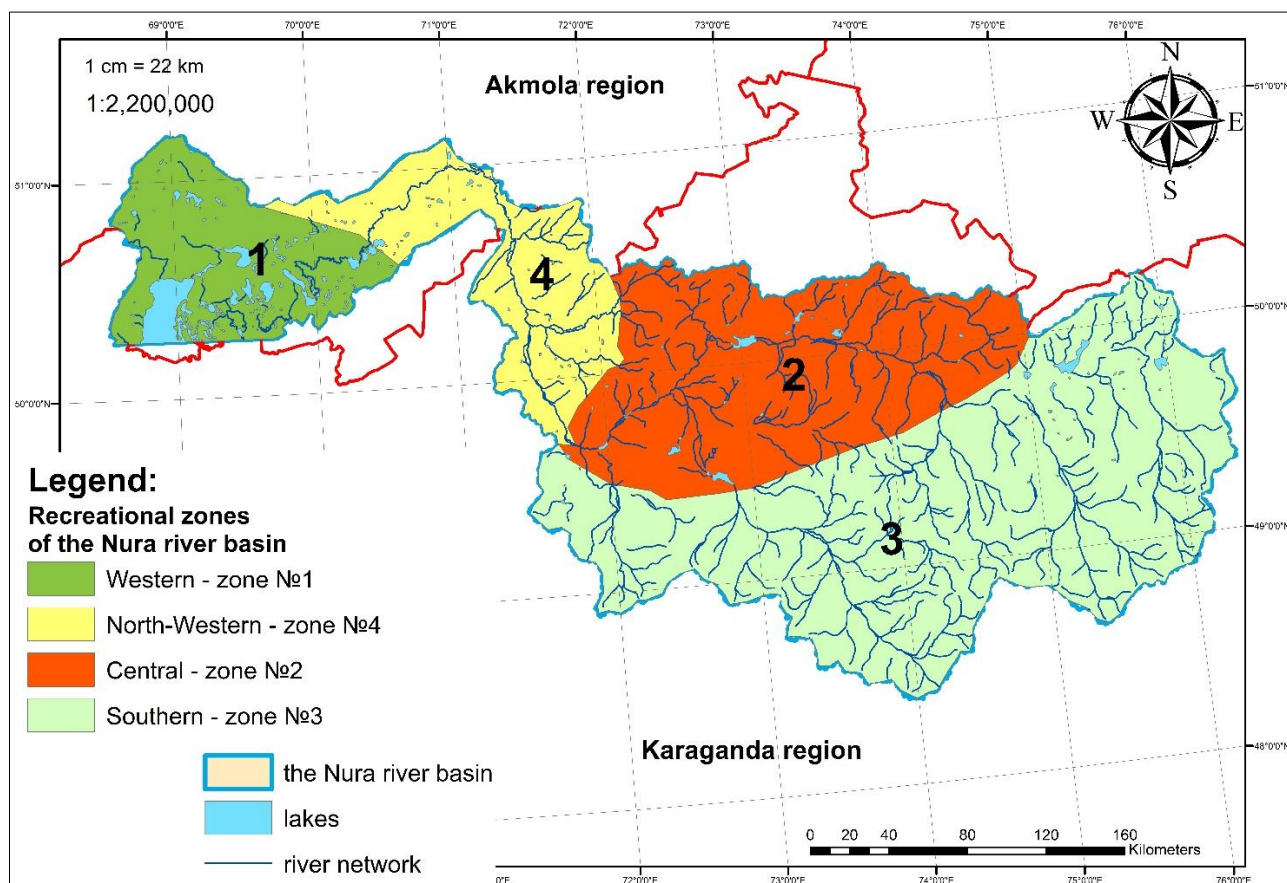 69°0'0"E 70°0'0"E 71°0'0"E 72°0'0"E 73°0'0"E 74°0'0"E 75°0'0"E 76°0'0"E
1 cm = 22 km
1:2,200,000
Akmola region
N
W E
S
51°0'0"N
51°0'0"N
1
4
2
3
50°0'0"N
50°0'0"N
49°0'0"N
48°0'0"N
Legend:
Recreational zones
of the Nura river basin
Western - zone №1
North-Western - zone №4
Central - zone №2
Southern - zone №3
the Nura river basin
lakes
river network
Karaganda region
0 20 40 80 120 160
Kilometers
0'0"E 72°0'0"E 73°0'0"E 74°0'0"E 75°0'0"E 76°0'0"E